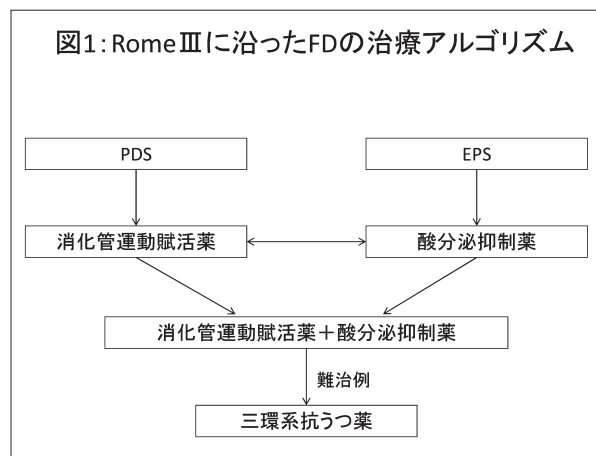 図1:RomeⅢに沿ったFDの治療アルゴリズム
PDS
EPS
消化管運動賦活薬
酸分泌抑制薬
消化管運動賦活薬+酸分泌抑制薬
難治例
三環系抗うつ薬